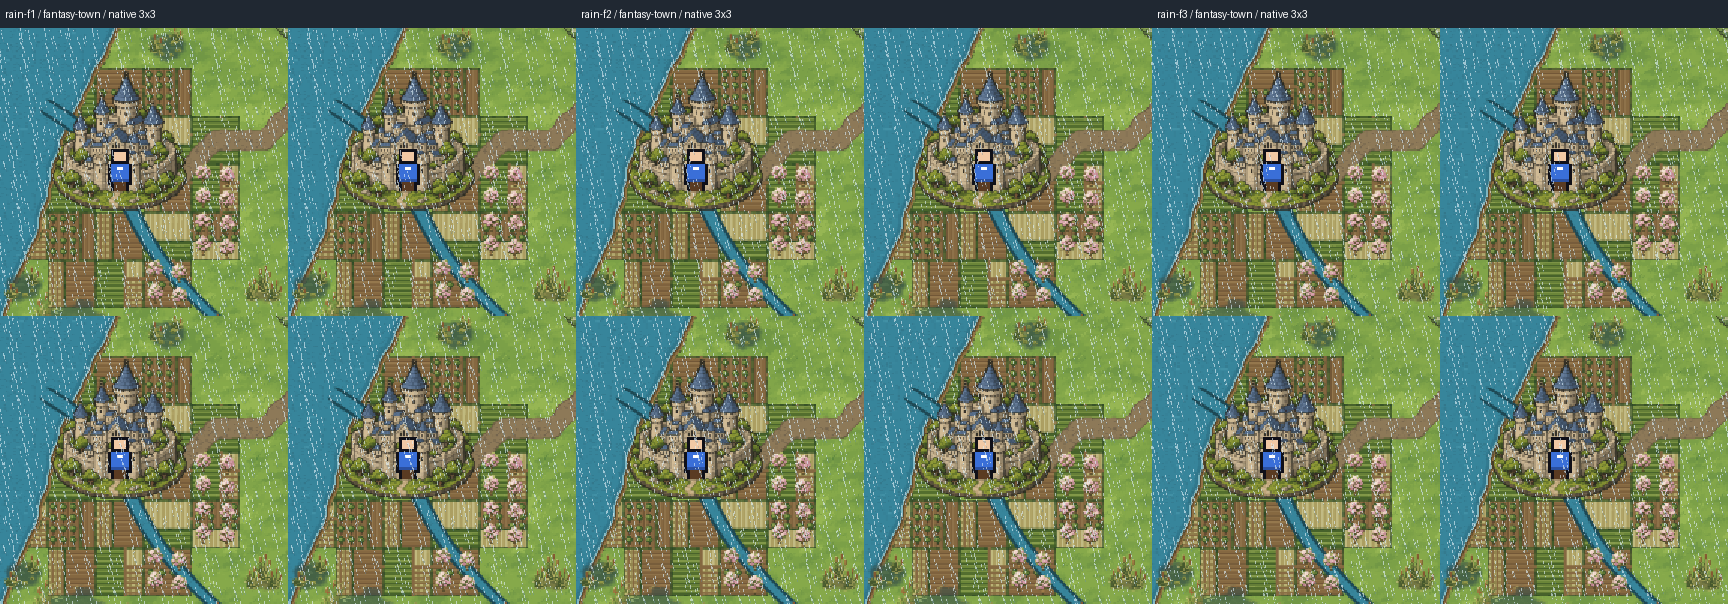 rain-f1 / fantasy-town / native 3x3
rain-f2 / fantasy-town / native 3x3
rain-f3 / fantasy-town / native 3x3